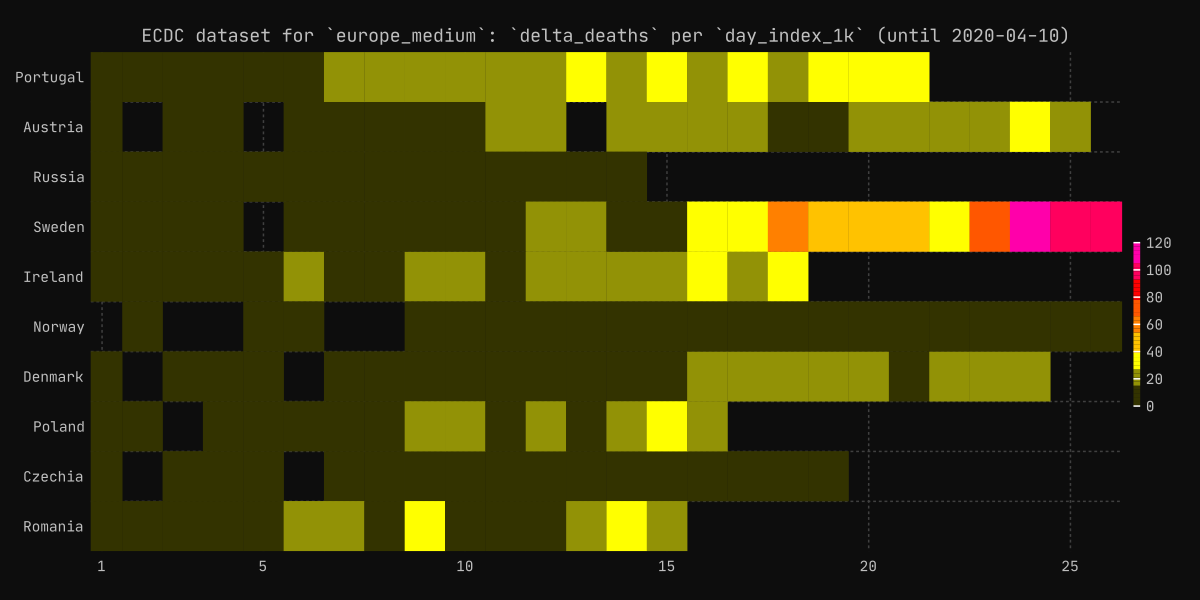 ECDC dataset for `europe_medium`: `delta_deaths` per `day_index_1k` (until 2020-04-10)
Portugal
Austria
Russia
Sweden
Ireland
Norway
Denmark
Poland
Czechia
Romania
120
100
80
60
40
20
0
1 5 10 15 20 25